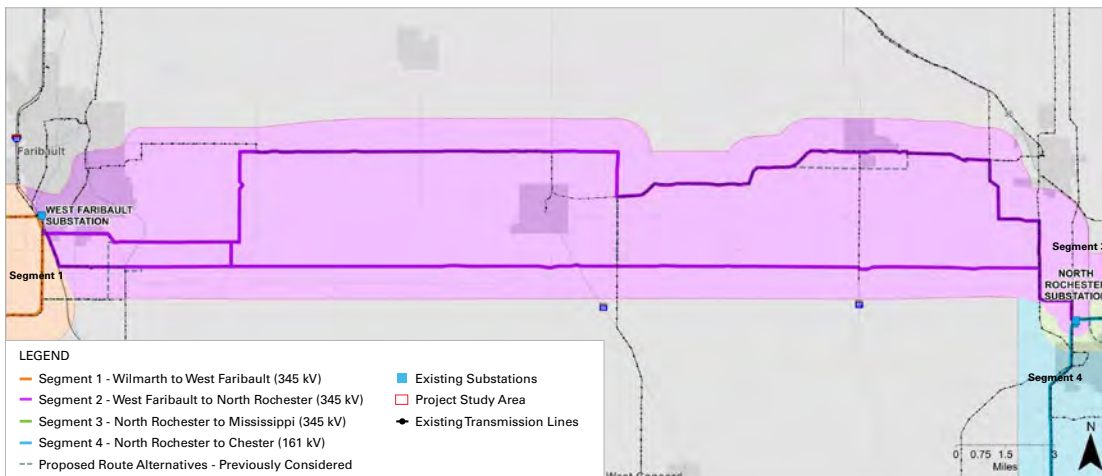 Faribault
WEST FARIBAULT
SUBSTATION
Segment 1
Segment
NORTH
ROCHESTER
SUBSTATION
Segment 4
LEGEND
Segment 1 - Wilmarth to West Faribault (345 kV)
Segment 2 - West Faribault to North Rochester (345 kV)
Segment 3 - North Rochester to Mississippi (345 kV)
Segment 4 - North Rochester to Chester (161 kV)
Proposed Route Alternatives - Previously Considered
Existing Substations
Project Study Area
Existing Transmission Lines
West Concord
N
0 0.75 1.5 3
Miles